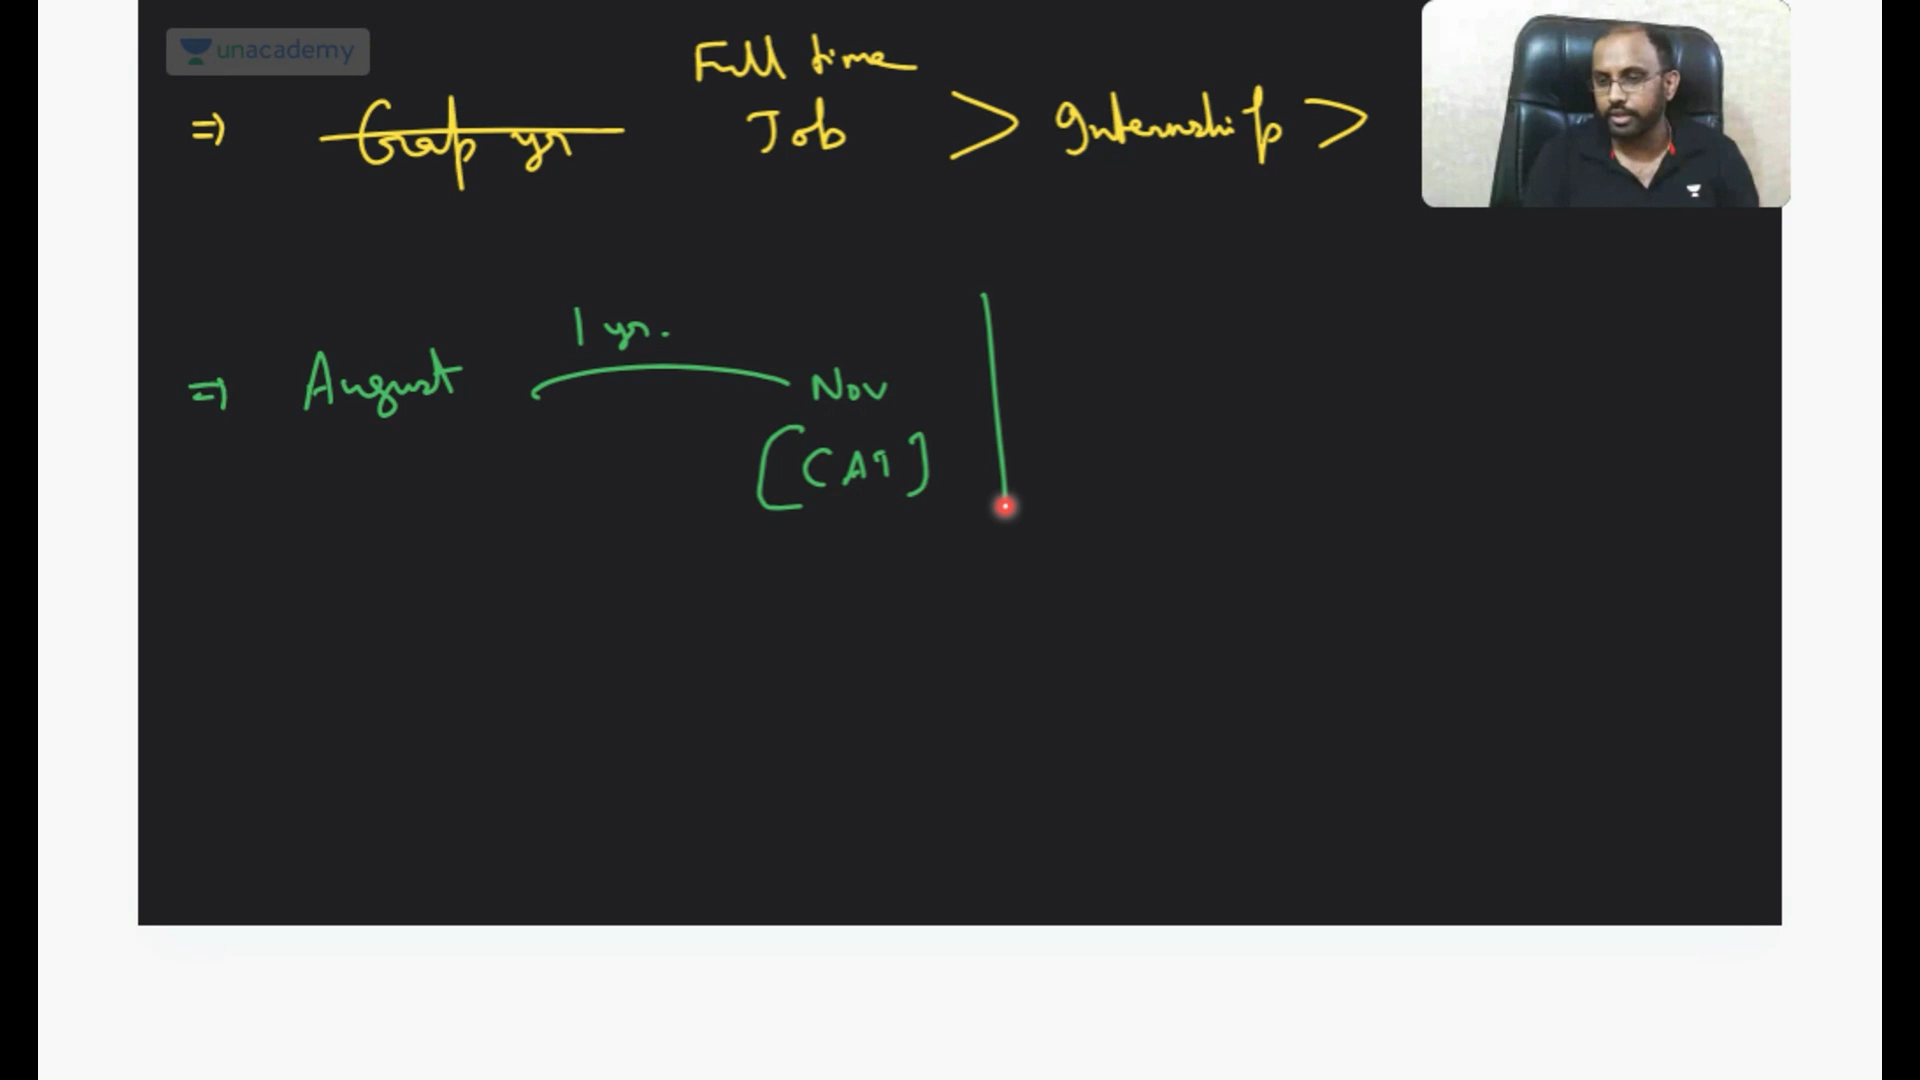 unacademy
Full time
=> Gap yr Job > Internship >
1 yr.
=> August Nov
[CAT]